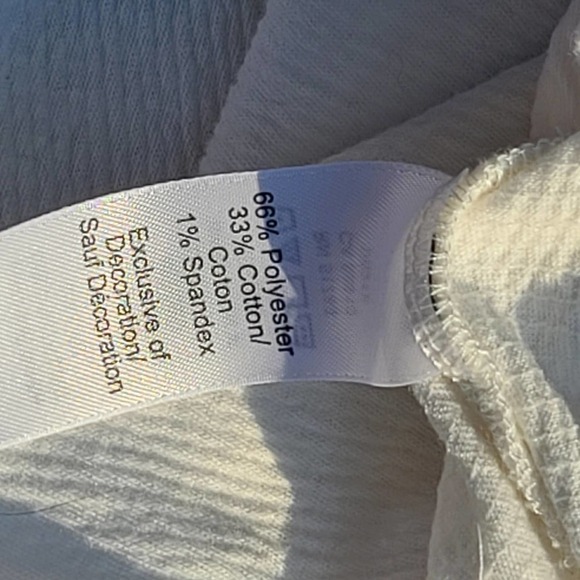 66% Polyester
33% Cotton/
Coton
1% Spandex
Exclusive of
Decoration/
Sauf Décoration